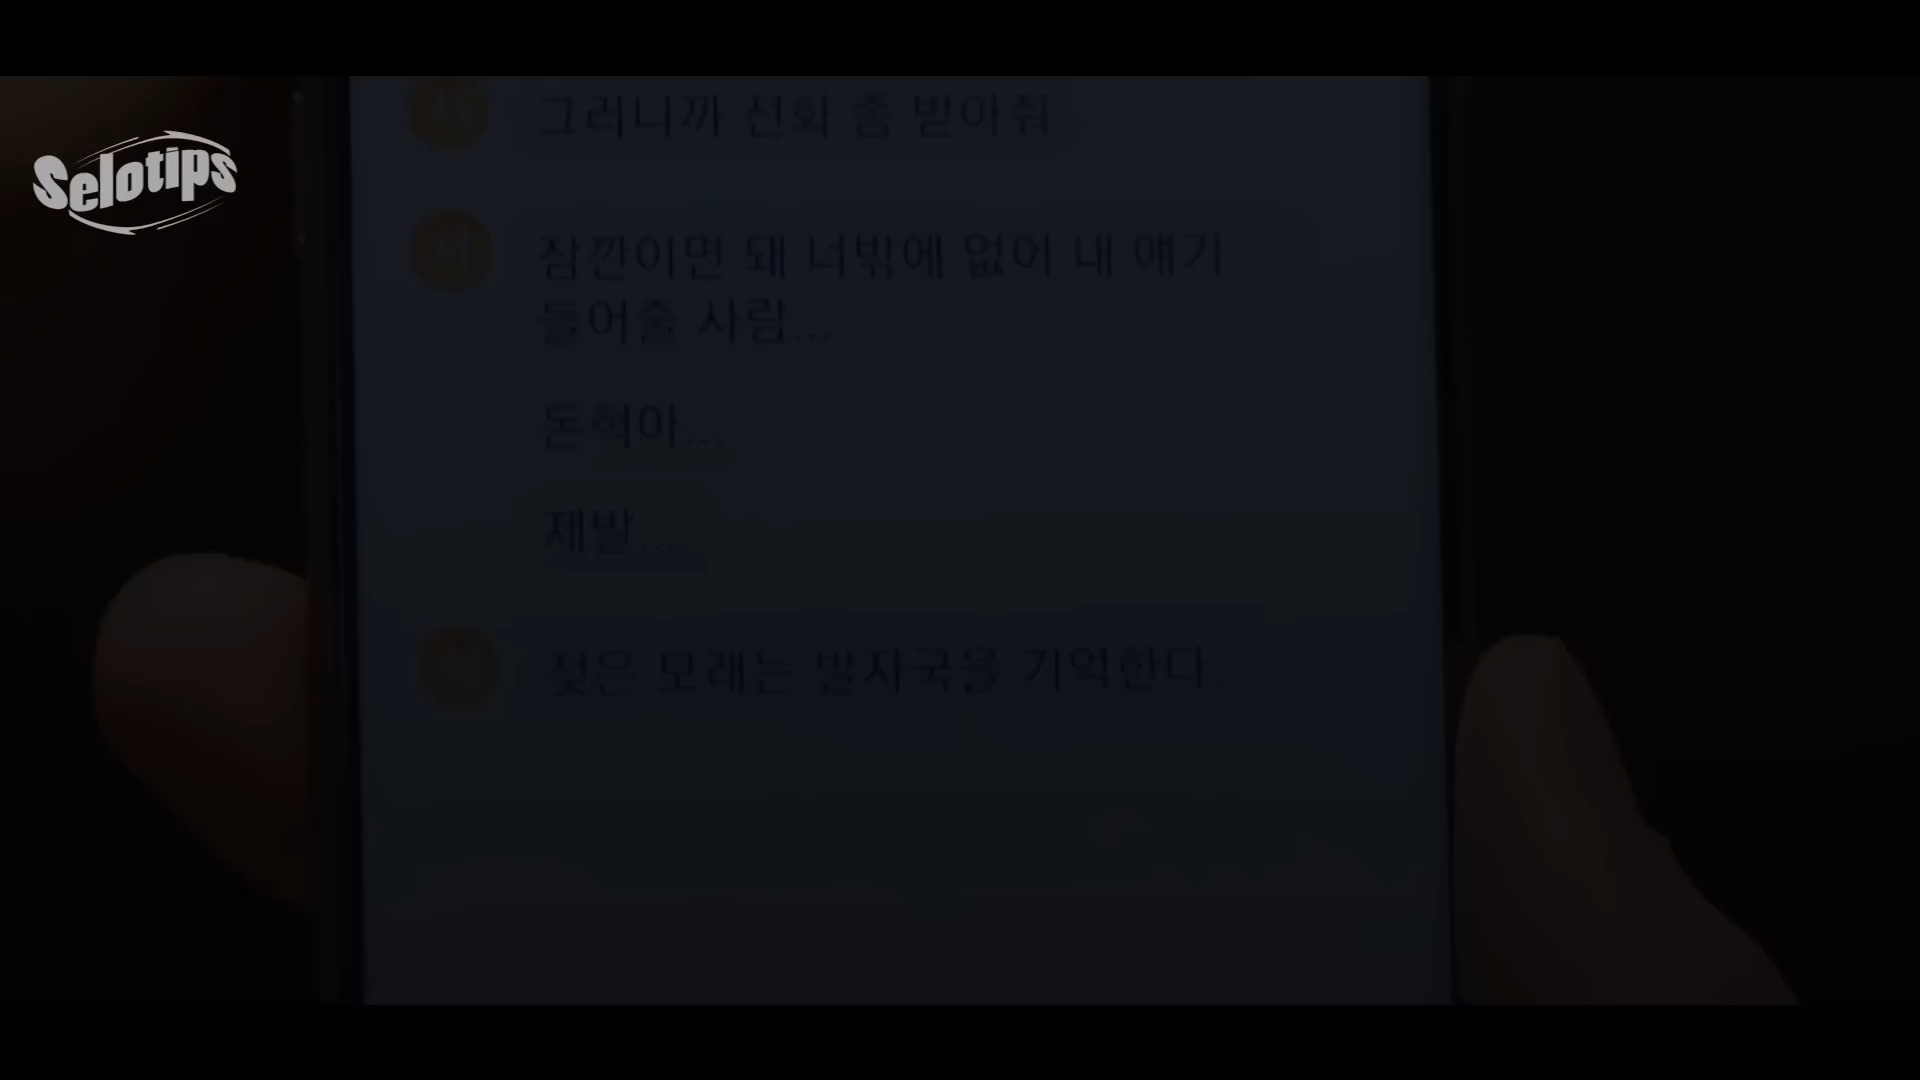 Selotips
그러니까 전화 좀 받아줘
잠깐이면 돼 너밖에 없어 내 얘기
들어줄 사람...
돈혁아...
제발....
젖은 모래는 발자국을 기억한다.